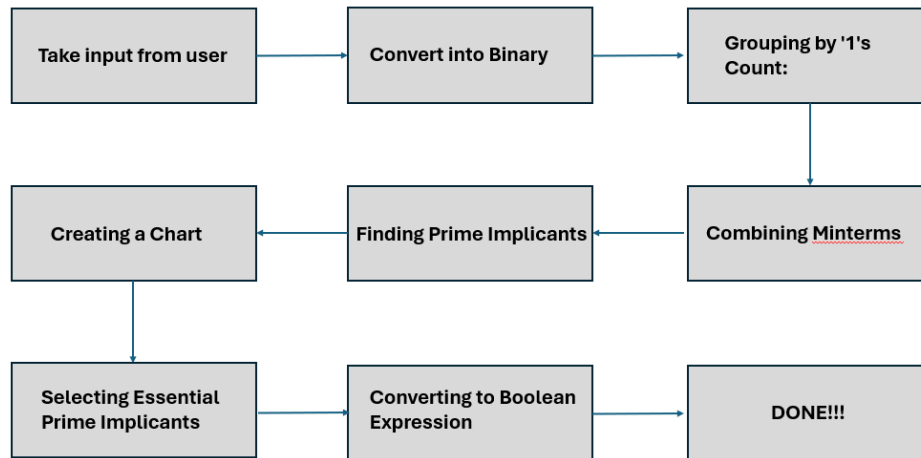 Take input from user
Convert into Binary
Grouping by '1's
Count:
Combining Minterms
Finding Prime Implicants
Creating a Chart
Selecting Essential
Prime Implicants
Converting to Boolean
Expression
DONE!!!